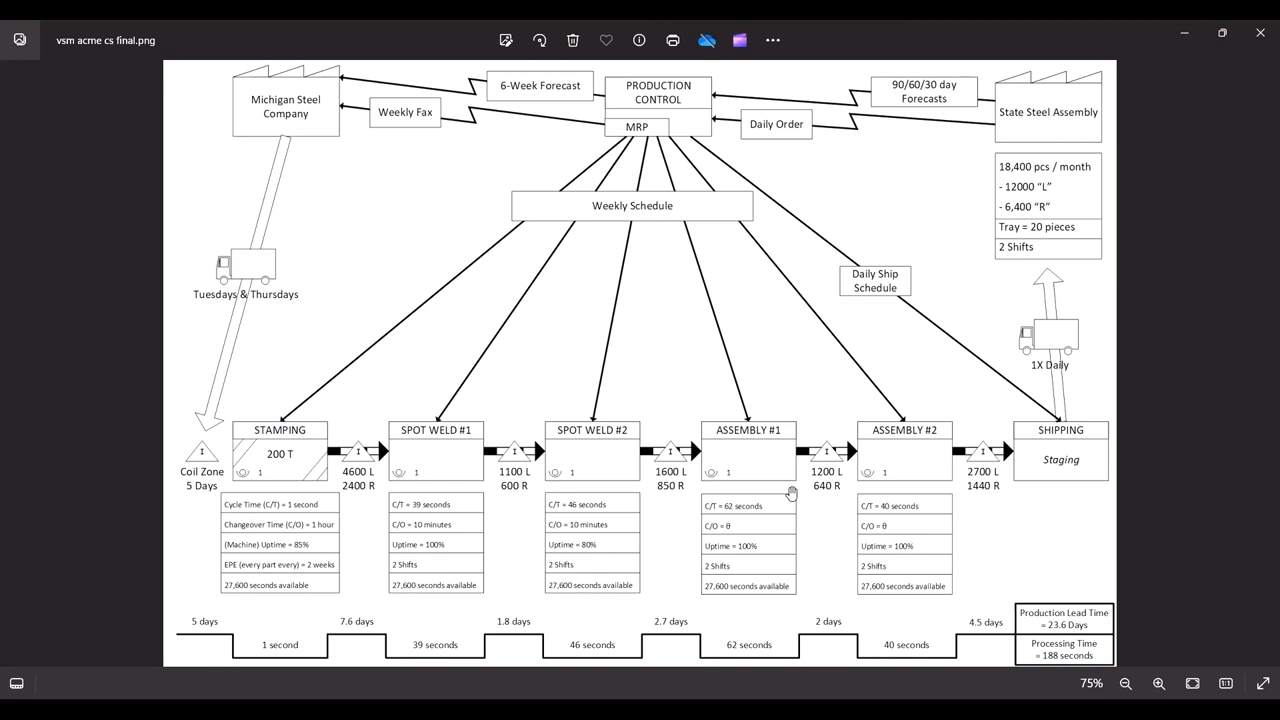 vsm acme cs final.png
Michigan Steel
Company
6-Week Forecast
Weekly Fax
PRODUCTION
CONTROL
MRP
90/60/30 day
Forecasts
Daily Order
State Steel Assembly
18,400 pcs / month
- 12000 “L”
- 6,400 “R”
Tray = 20 pieces
2 Shifts
Weekly Schedule
Daily Ship
Schedule
Tuesdays & Thursdays
1X Daily
I
Coil Zone
5 Days
STAMPING
200 T
1
I
4600 L
2400 R
SPOT WELD #1
1
I
1100 L
600 R
SPOT WELD #2
1
I
1600 L
850 R
ASSEMBLY #1
1
I
1200 L
640 R
ASSEMBLY #2
1
I
2700 L
1440 R
SHIPPING
Staging
Cycle Time (C/T) = 1 second
Changeover Time (C/O) = 1 hour
(Machine) Uptime = 85%
EPE (every part every) = 2 weeks
27,600 seconds available
C/T = 39 seconds
C/O = 10 minutes
Uptime = 100%
2 Shifts
27,600 seconds available
C/T = 46 seconds
C/O = 10 minutes
Uptime = 80%
2 Shifts
27,600 seconds available
C/T = 62 seconds
C/O = θ
Uptime = 100%
2 Shifts
27,600 seconds available
C/T = 40 seconds
C/O = θ
Uptime = 100%
2 Shifts
27,600 seconds available
5 days
1 second
7.6 days
39 seconds
1.8 days
46 seconds
2.7 days
62 seconds
2 days
40 seconds
4.5 days
Production Lead Time
= 23.6 Days
Processing Time
= 188 seconds
75%
1:1